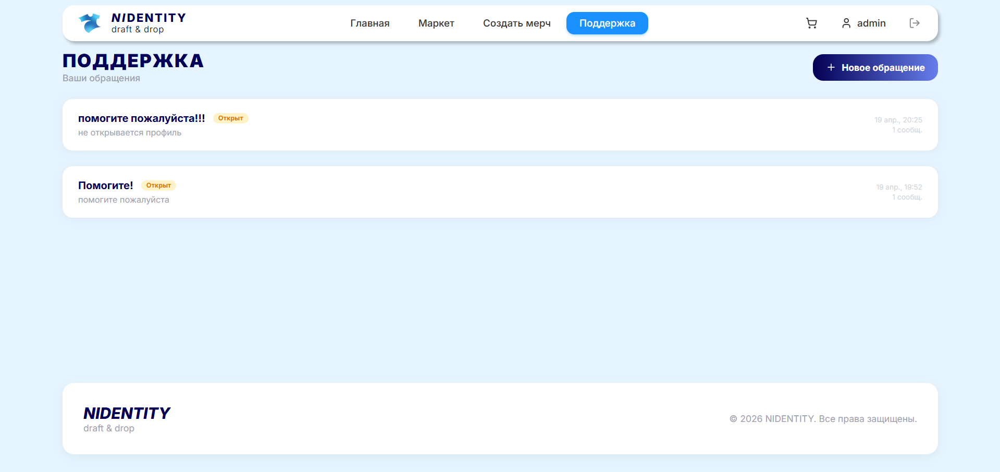 NIDENTITY
draft & drop
Главная
Маркет
Создать мерч
Поддержка
admin
ПОДДЕРЖКА
Ваши обращения
Новое обращение
помогите пожалуйста!!!
Открыт
не открывается профиль
19 апр., 20:25
1 сообщ.
Помогите!
Открыт
помогите пожалуйста
19 апр., 19:52
1 сообщ.
NIDENTITY
draft & drop
© 2026 NIDENTITY. Все права защищены.